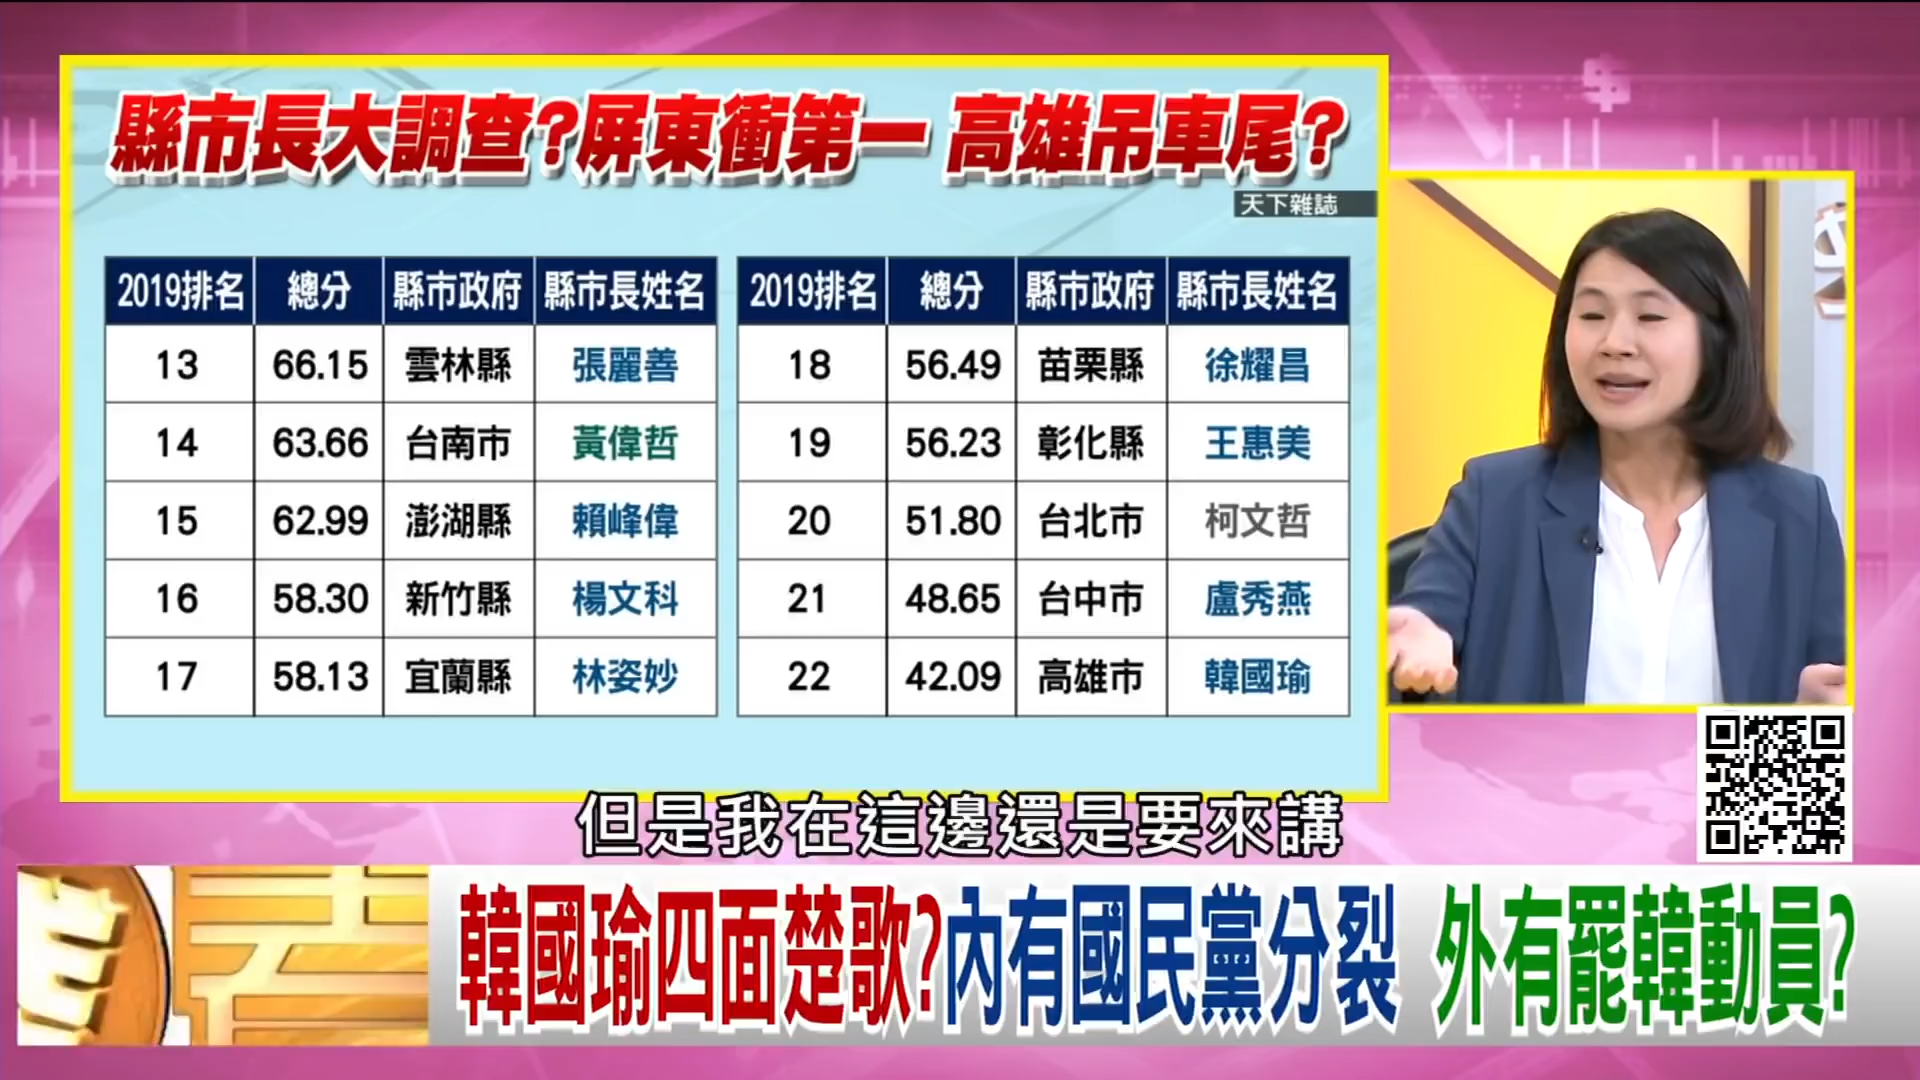 縣市長大調查?屏東衝第一 高雄吊車尾?
天下雜誌
2019排名 總分 縣市政府 縣市長姓名
13 66.15 雲林縣 張麗善
14 63.66 台南市 黃偉哲
15 62.99 澎湖縣 賴峰偉
16 58.30 新竹縣 楊文科
17 58.13 宜蘭縣 林姿妙
2019排名 總分 縣市政府 縣市長姓名
18 56.49 苗栗縣 徐耀昌
19 56.23 彰化縣 王惠美
20 51.80 台北市 柯文哲
21 48.65 台中市 盧秀燕
22 42.09 高雄市 韓國瑜
但是我在這邊還是要來講
韓國瑜四面楚歌?內有國民黨分裂 外有罷韓動員?